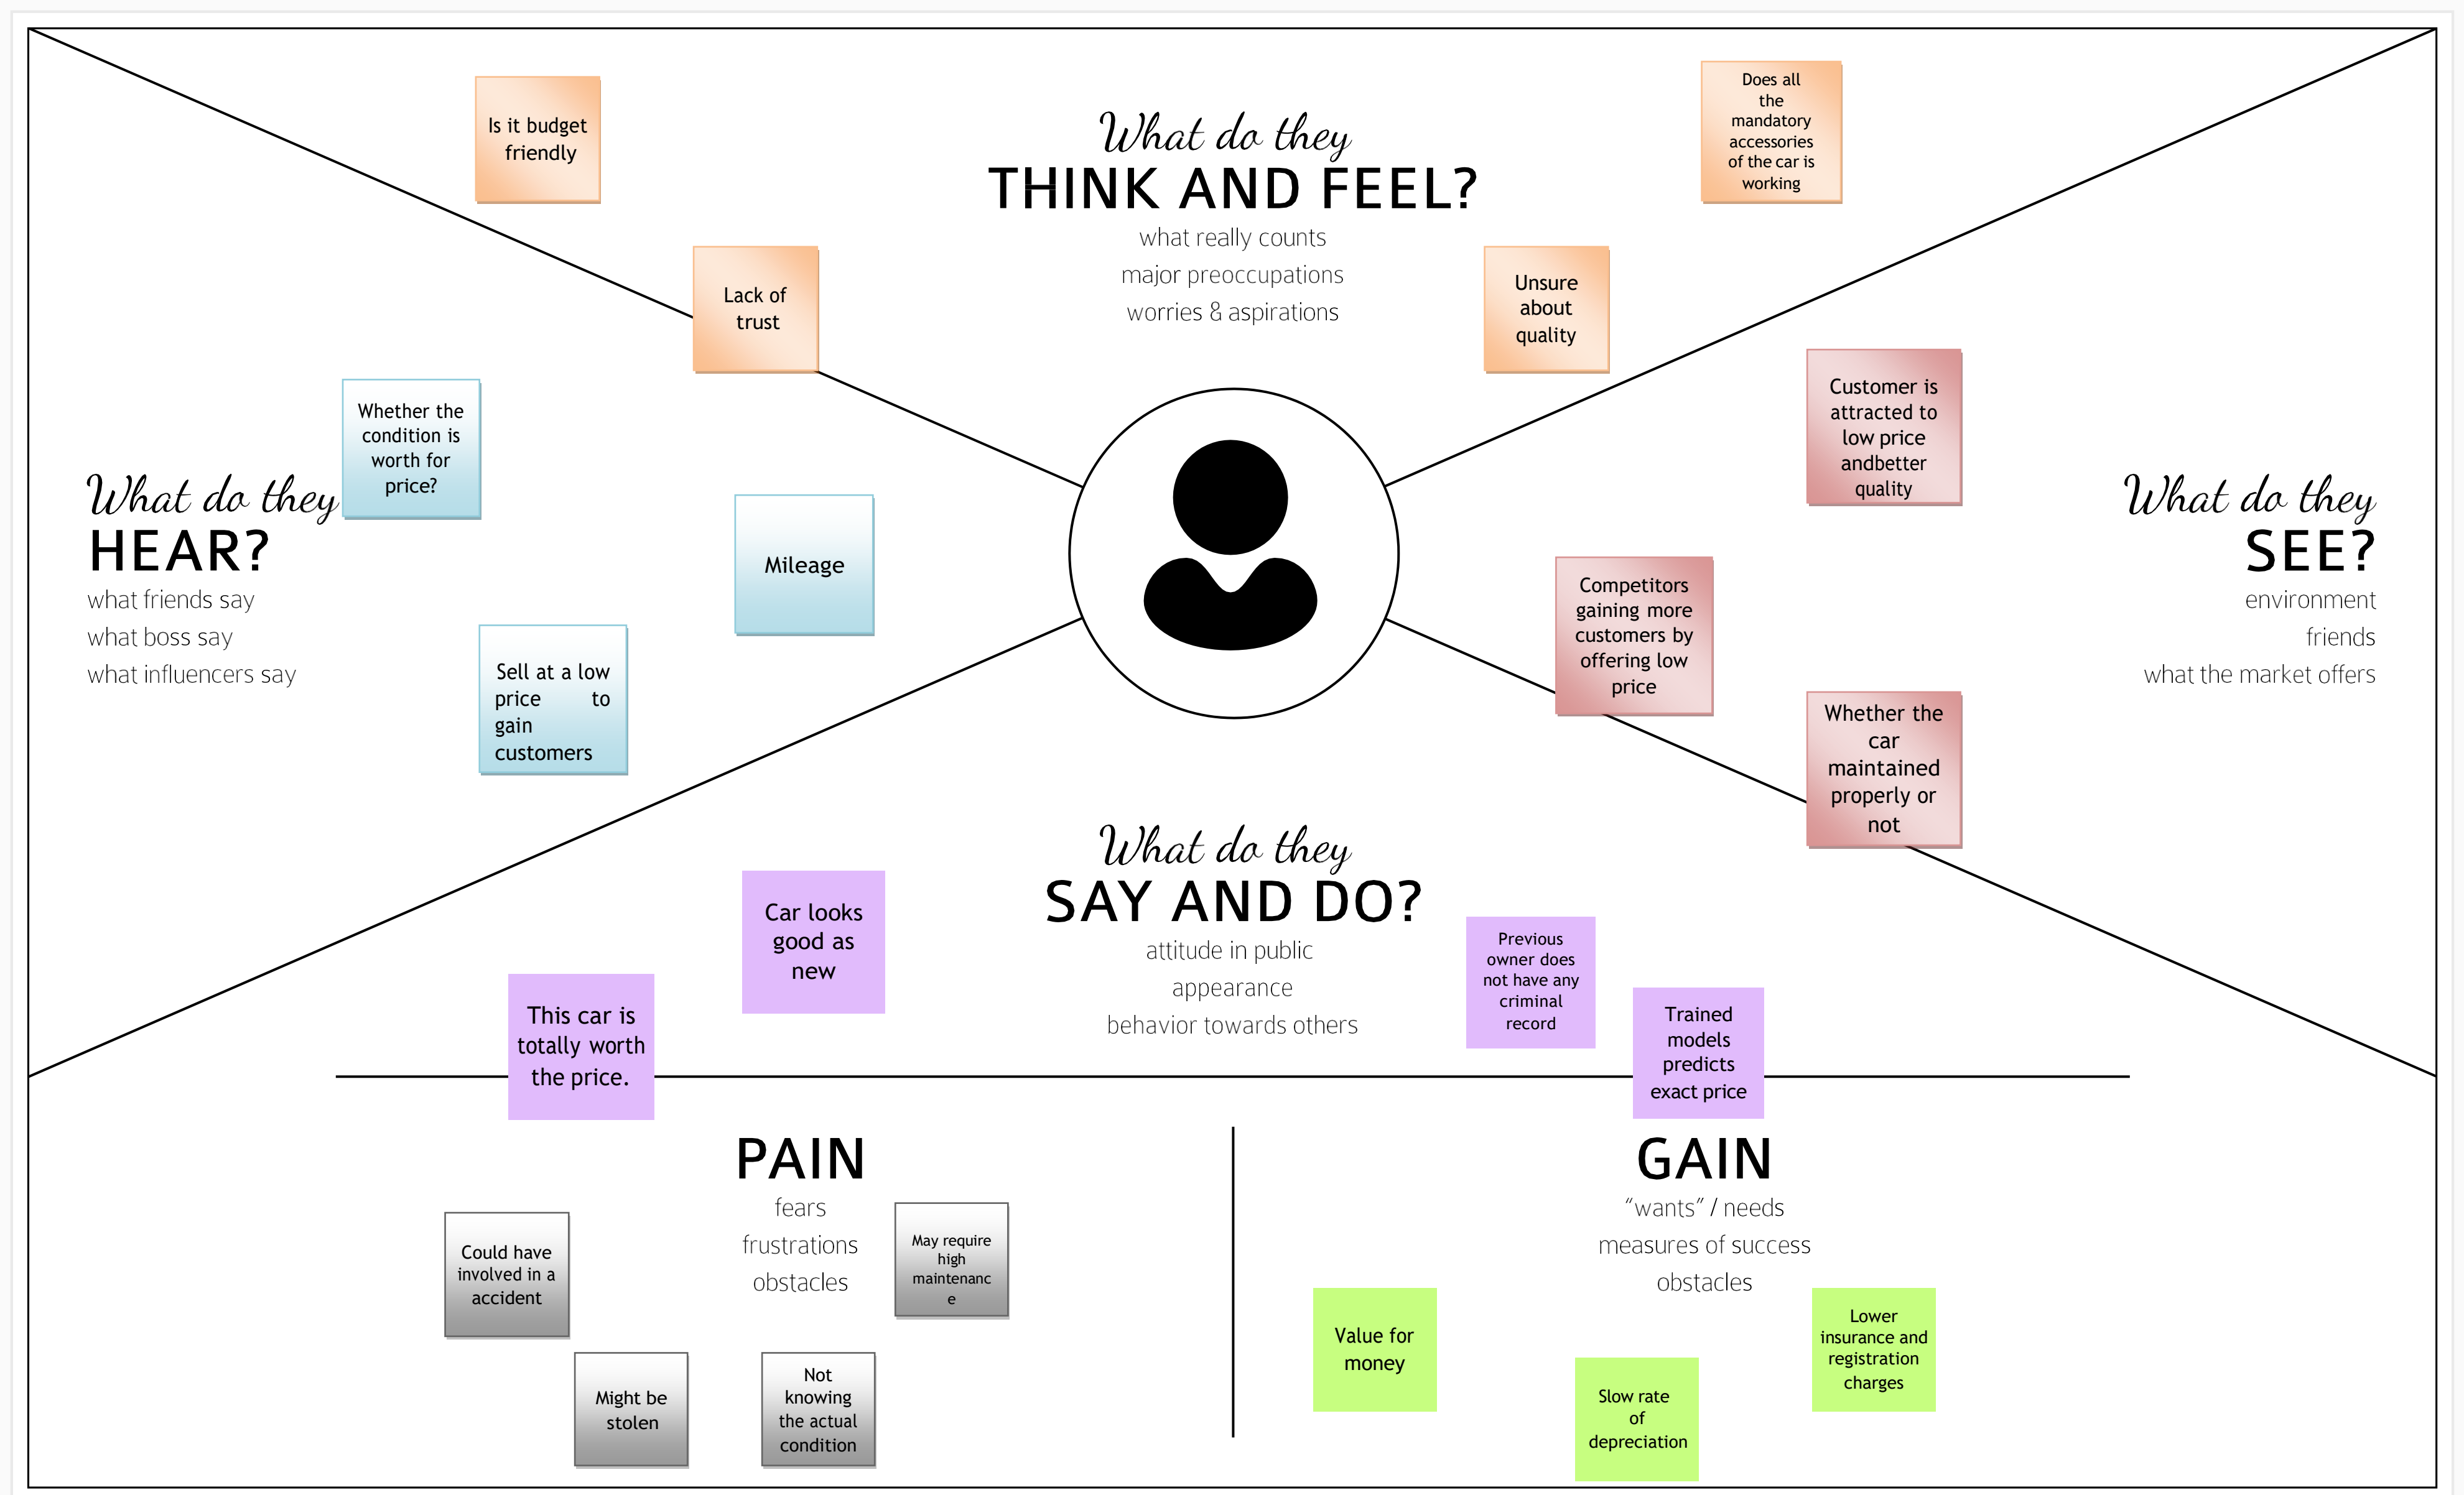 Is it budget
friendly
Lack of
trust
What do they
THINK AND FEEL?
what really counts
major preoccupations
worries & aspirations
Does all
the
mandatory
accessories
of the car is
working
Unsure
about
quality
What do they
HEAR?
what friends say
what boss say
what influencers say
Whether the
condition is
worth for
price?
Mileage
Sell at a low
price to
gain
customers
Customer is
attracted to
low price
andbetter
quality
Competitors
gaining more
customers by
offering low
price
Whether the
car
maintained
properly or
not
What do they
SEE?
environment
friends
what the market offers
What do they
SAY AND DO?
attitude in public
appearance
behavior towards others
Car looks
good as
new
This car is
totally worth
the price.
Previous
owner does
not have any
criminal
record
Trained
models
predicts
exact price
PAIN
fears
frustrations
obstacles
Could have
involved in a
accident
Might be
stolen
Not
knowing
the actual
condition
May require
high
maintenanc
e
GAIN
“wants” / needs
measures of success
obstacles
Value for
money
Slow rate
of
depreciation
Lower
insurance and
registration
charges